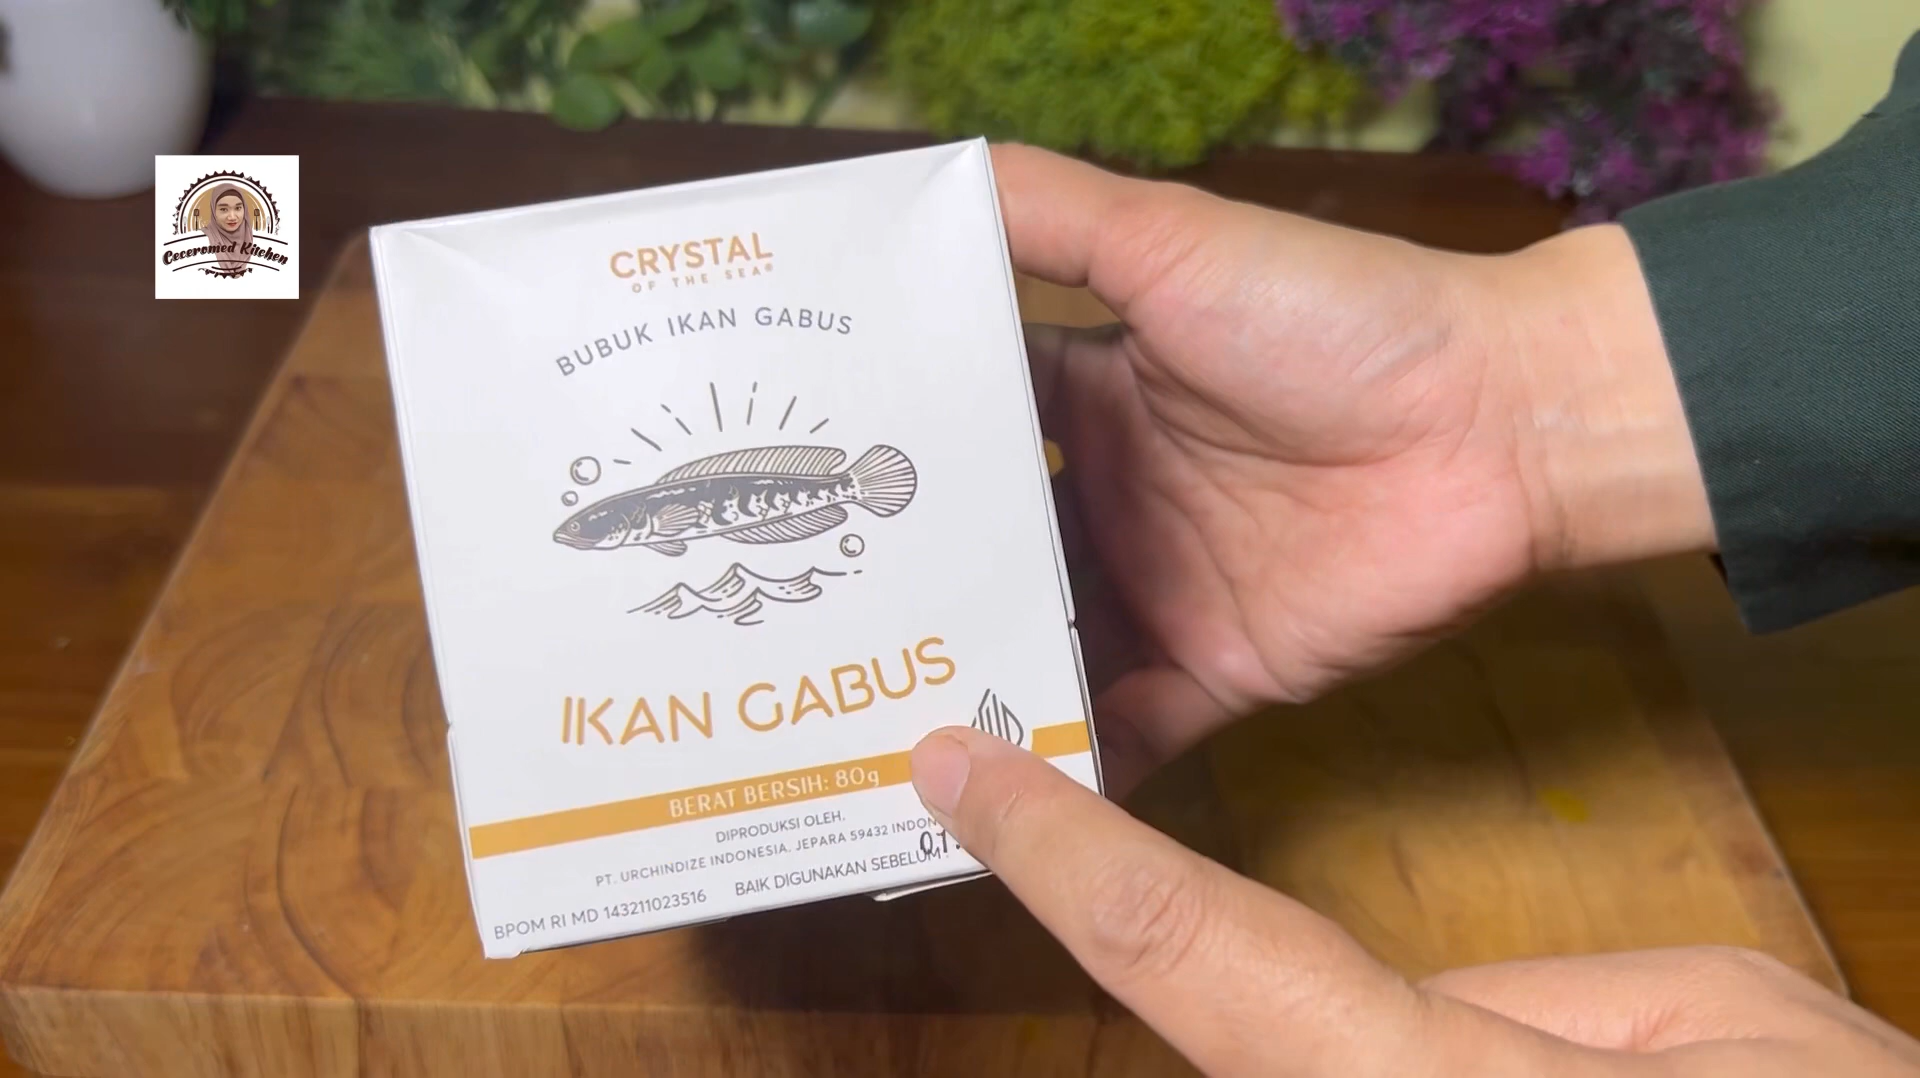 Ceceromed Kitchen
CRYSTAL
OF THE SEA®
BUBUK IKAN GABUS
IKAN GABUS
BERAT BERSIH: 80g
DIPRODUKSI OLEH.
PT. URCHINDIZE INDONESIA. JEPARA 59432
BAIK DIGUNAKAN SEBELUM
BPOM RI MD 143211023516